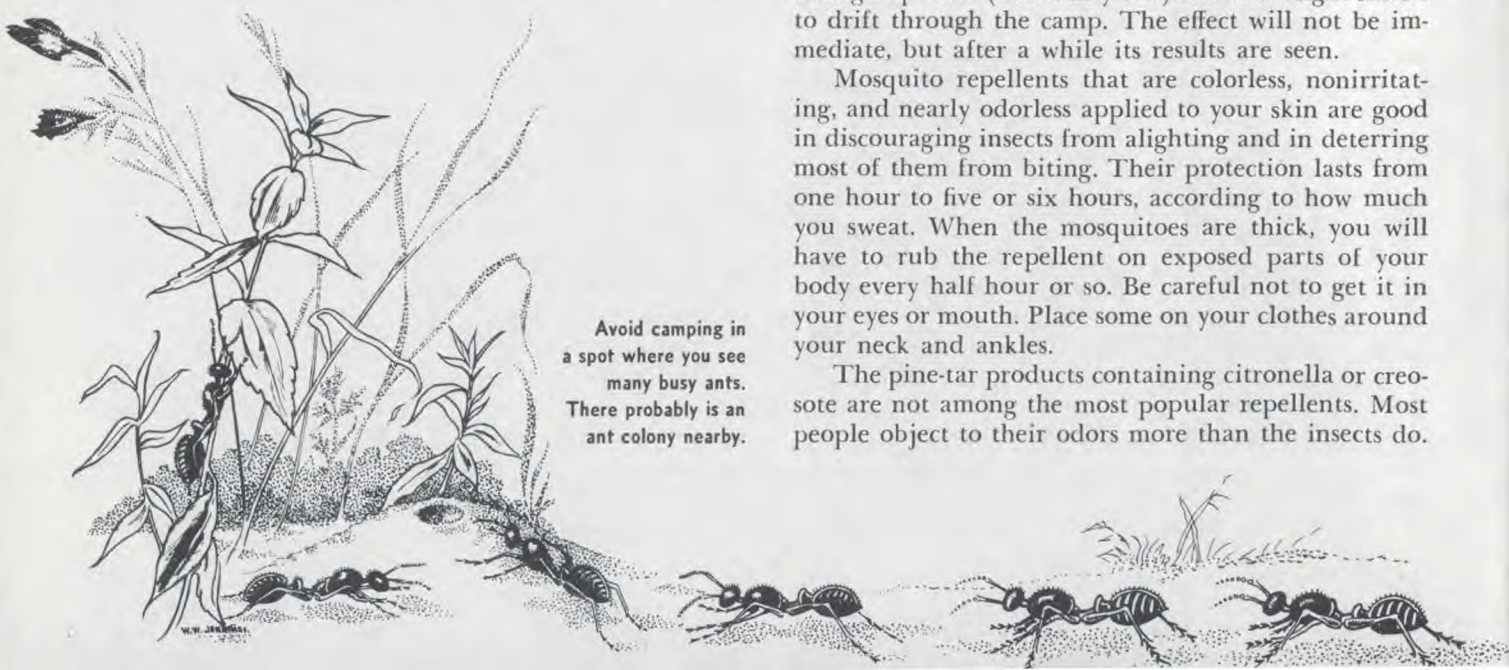 to drift through the camp. The effect will not be im-
mediate, but after a while its results are seen.
Mosquito repellents that are colorless, nonirritat-
ing, and nearly odorless applied to your skin are good
in discouraging insects from alighting and in deterring
most of them from biting. Their protection lasts from
one hour to five or six hours, according to how much
you sweat. When the mosquitoes are thick, you will
have to rub the repellent on exposed parts of your
body every half hour or so. Be careful not to get it in
your eyes or mouth. Place some on your clothes around
your neck and ankles.
The pine-tar products containing citronella or creo-
sote are not among the most popular repellents. Most
people object to their odors more than the insects do.
Avoid camping in
a spot where you see
many busy ants.
There probably is an
ant colony nearby.